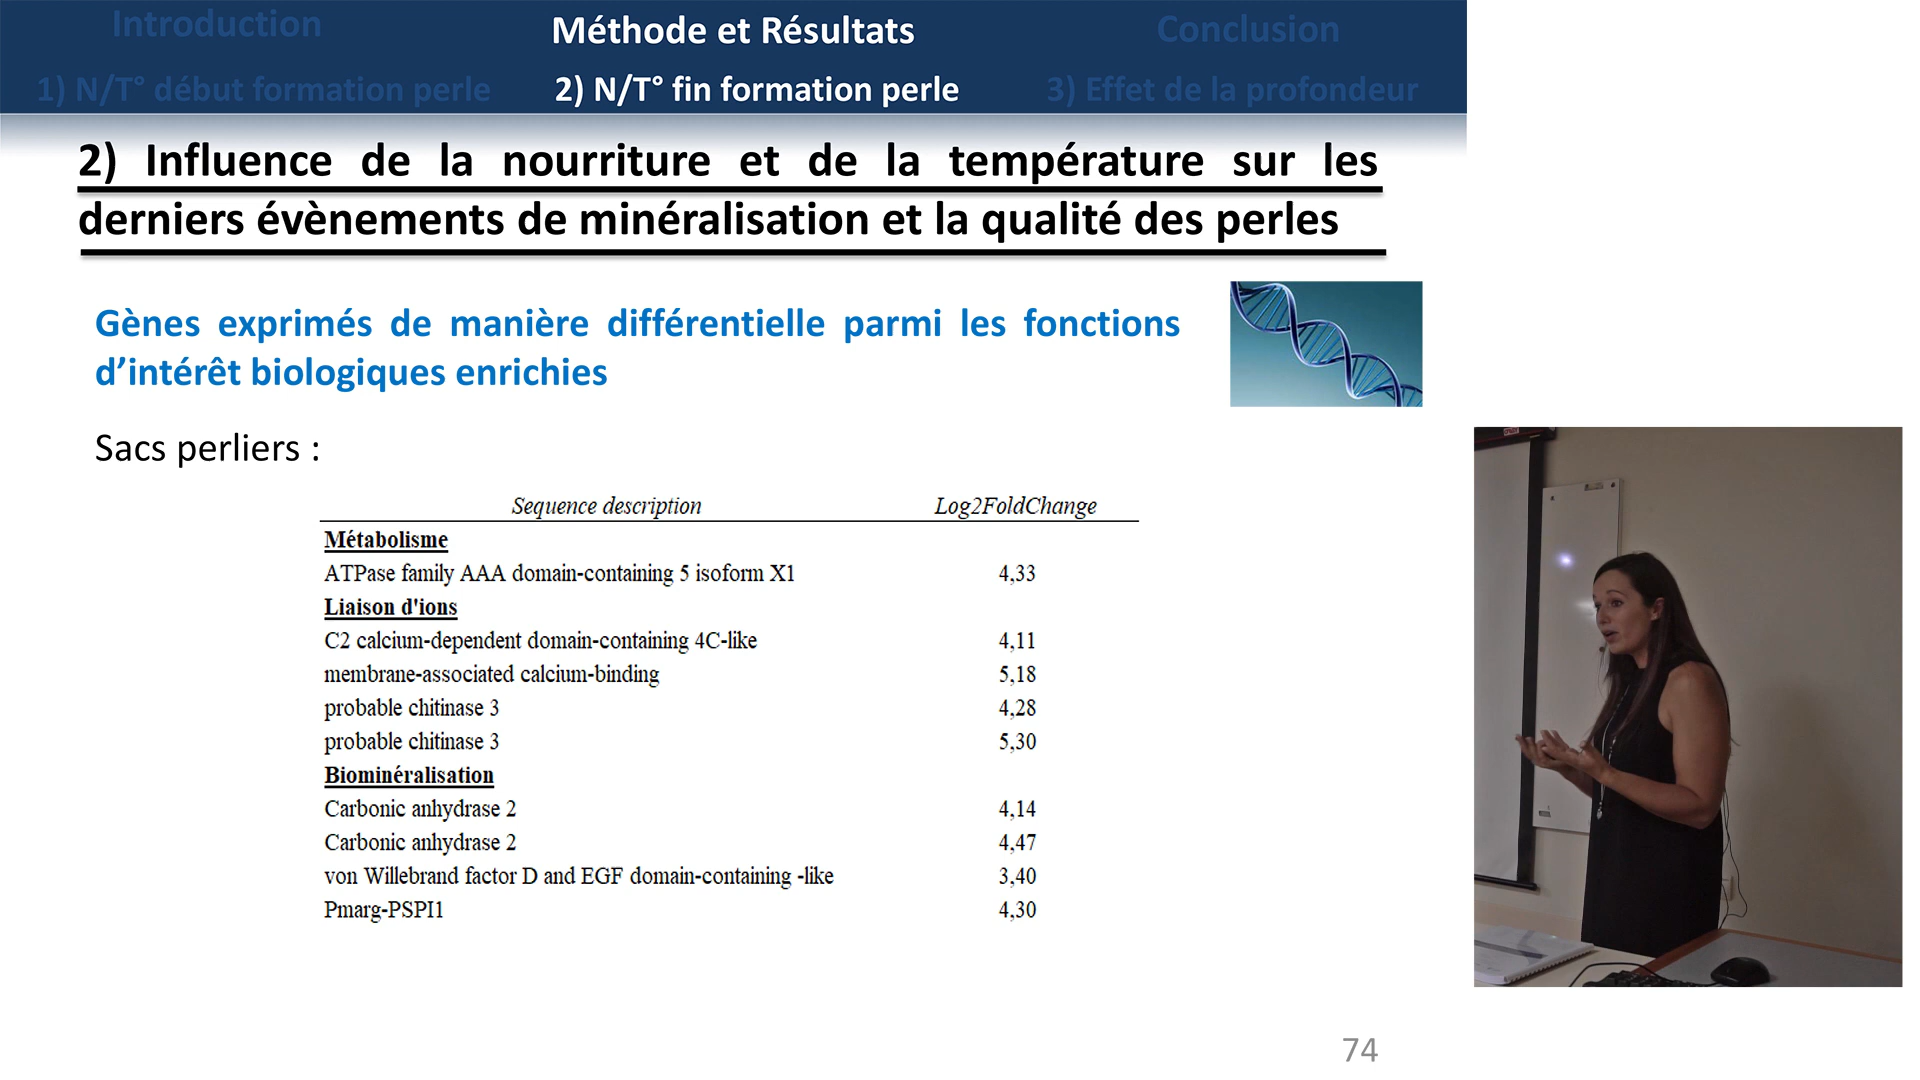 Introduction
Méthode et Résultats
Conclusion
1) N/T° début formation perle
2) N/T° fin formation perle
3) Effet de la profondeur
2) Influence de la nourriture et de la température sur les
derniers évènements de minéralisation et la qualité des perles
Gènes exprimés de manière différentielle parmi les fonctions
d’intérêt biologiques enrichies
Sacs perliers :
Sequence description Log2FoldChange
Métabolisme
ATPase family AAA domain-containing 5 isoform X1 4,33
Liaison d'ions
C2 calcium-dependent domain-containing 4C-like 4,11
membrane-associated calcium-binding 5,18
probable chitinase 3 4,28
probable chitinase 3 5,30
Biominéralisation
Carbonic anhydrase 2 4,14
Carbonic anhydrase 2 4,47
von Willebrand factor D and EGF domain-containing -like 3,40
Pmarg-PSPI1 4,30
74